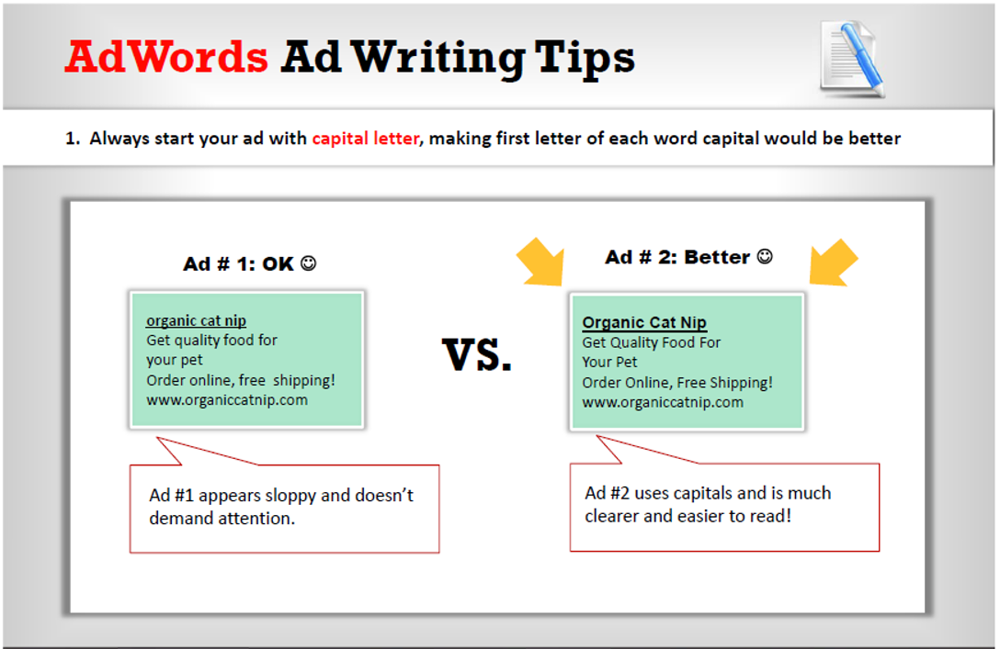 AdWords Ad Writing Tips
1. Always start your ad with capital letter, making first letter of each word capital would be better
Ad # 1: OK ☺
organic cat nip
Get quality food for
your pet
Order online, free shipping!
www.organiccatnip.com
Ad #1 appears sloppy and doesn’t
demand attention.
VS.
Ad # 2: Better ☺
Organic Cat Nip
Get Quality Food For
Your Pet
Order Online, Free Shipping!
www.organiccatnip.com
Ad #2 uses capitals and is much
clearer and easier to read!